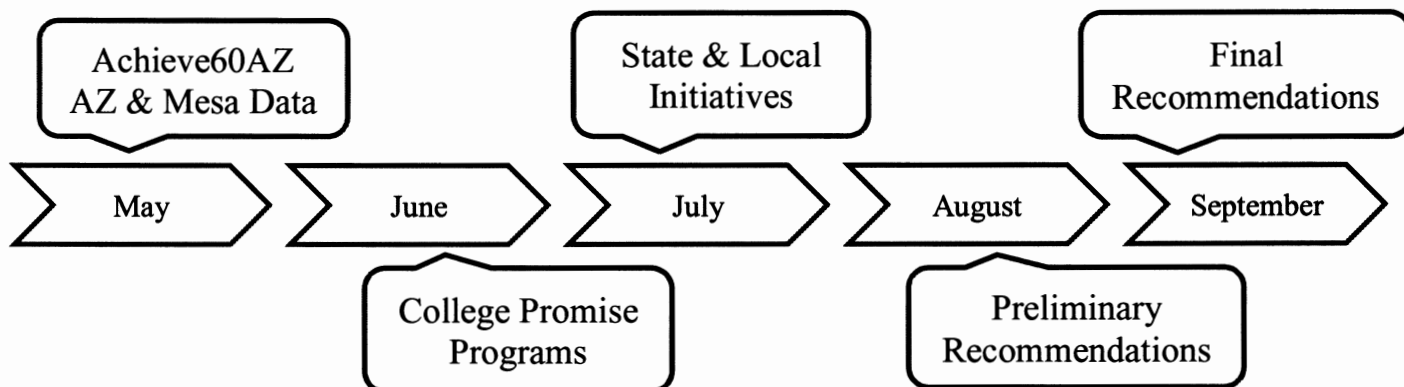 Achieve60AZ
AZ & Mesa Data
State & Local
Initiatives
Final
Recommendations
May
June
July
August
September
College Promise
Programs
Preliminary
Recommendations